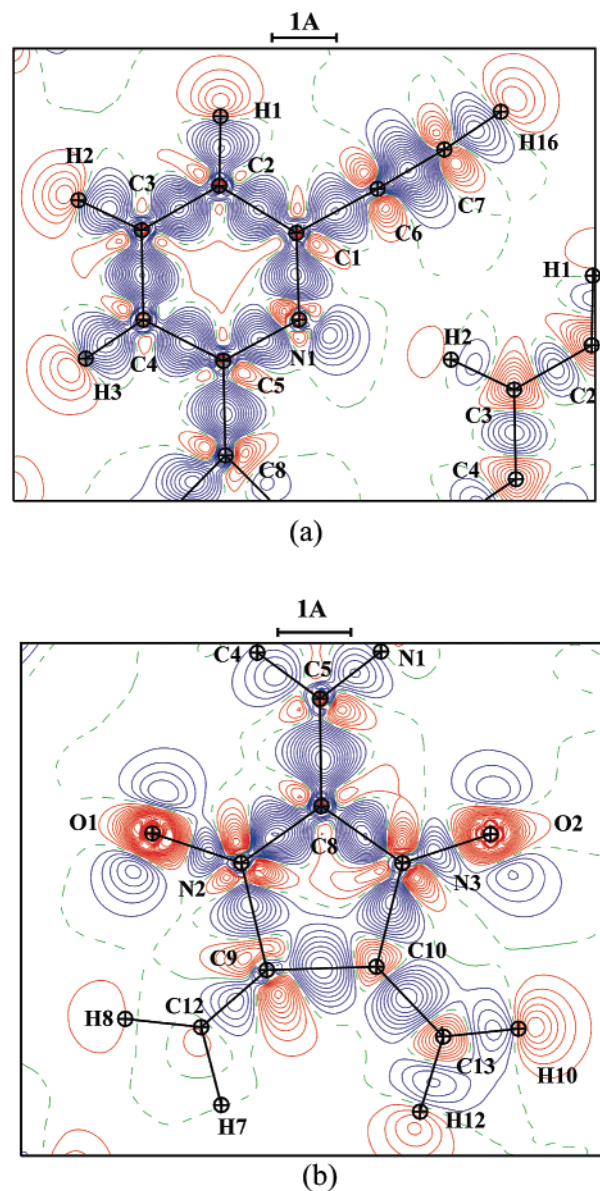 1A
H1
H2 C3 C2 H16
C7
C6
C1 H1
N1 H2
C4 C5 C2
H3 C3
C8 C4
(a)
1A
C4 C5 N1
O1 O2
N2 C8 N3
C9 C10
H8 C12
C13 H10
H7 H12
(b)